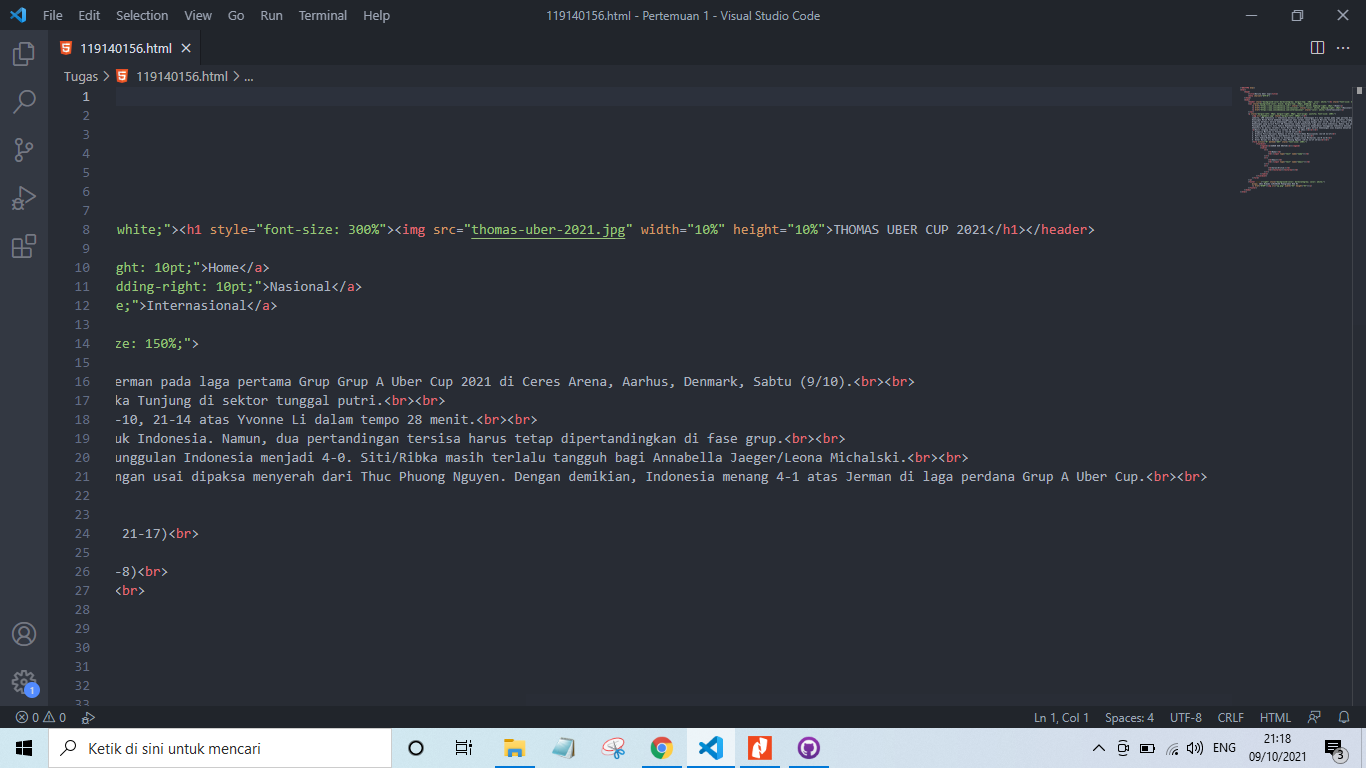 File Edit Selection View Go Run Terminal Help 119140156.html - Pertemuan 1 - Visual Studio Code
119140156.html
Tugas > 119140156.html > ...
1
2
3
4
5
6
7
8 white;"><h1 style="font-size: 300%"><img src="thomas-uber-2021.jpg" width="10%" height="10%">THOMAS UBER CUP 2021</h1></header>
9
10 ght: 10pt;">Home</a>
11 dding-right: 10pt;">Nasional</a>
12 e;">Internasional</a>
13
14 ze: 150%;">
15
16 erman pada laga pertama Grup Grup A Uber Cup 2021 di Ceres Arena, Aarhus, Denmark, Sabtu (9/10).<br><br>
17 ka Tunjung di sektor tunggal putri.<br><br>
18 -10, 21-14 atas Yvonne Li dalam tempo 28 menit.<br><br>
19 uk Indonesia. Namun, dua pertandingan tersisa harus tetap dipertandingkan di fase grup.<br><br>
20 unggulan Indonesia menjadi 4-0. Siti/Ribka masih terlalu tangguh bagi Annabella Jaeger/Leona Michalski.<br><br>
21 ngan usai dipaksa menyerah dari Thuc Phuong Nguyen. Dengan demikian, Indonesia menang 4-1 atas Jerman di laga perdana Grup A Uber Cup.<br><br>
22
23
24 21-17)<br>
25
26 -8)<br>
27 <br>
28
29
30
31
32
33
1
0 0 Ln 1, Col 1 Spaces: 4 UTF-8 CRLF HTML
Ketik di sini untuk mencari ENG 21:18
09/10/2021 3